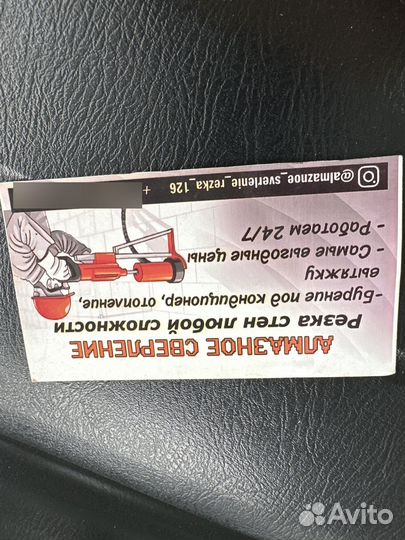 АЛМАЗНОЕ СВЕРЛЕНИЕ
Резка стен любой сложности
-Бурение под кондиционер, отопление,
вытяжку
- Самые выгодные цены
- Работаем 24/7
@almaznoe_sverlenie_rezka_126
+
Avito